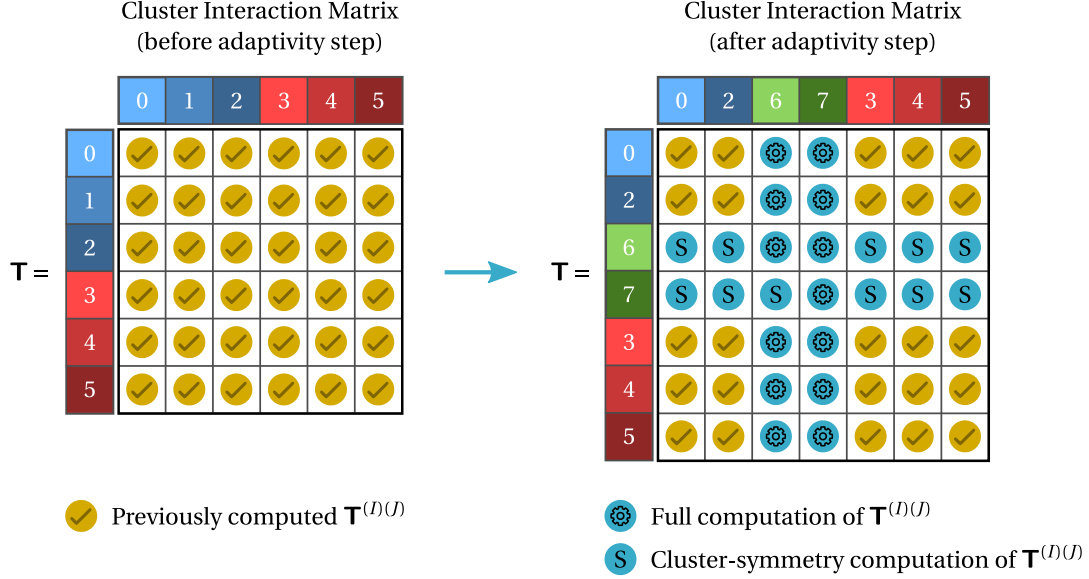 Cluster Interaction Matrix
(before adaptivity step)
0 1 2 3 4 5
0
1
2
3
4
5
T =
Previously computed T^(I)(J)
Cluster Interaction Matrix
(after adaptivity step)
0 2 6 7 3 4 5
0
2
6 S S S S S
7 S S S S S S
3
4
5
T =
Full computation of T^(I)(J)
S Cluster-symmetry computation of T^(I)(J)